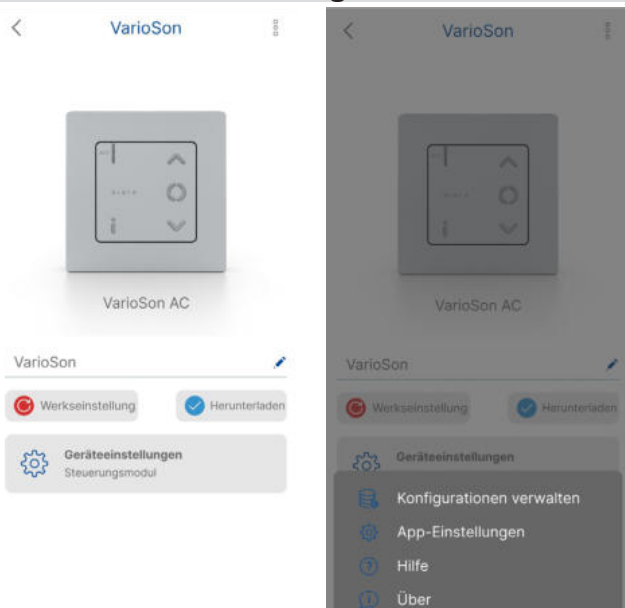 VarioSon
VarioSon AC
VarioSon
Werkseinstellung
Herunterladen
Geräteeinstellungen
Steuerungsmodul
VarioSon
VarioSon AC
VarioSon
Werkseinstellung
Herunterladen
Geräteeinstellungen
Konfigurationen verwalten
App-Einstellungen
Hilfe
Über